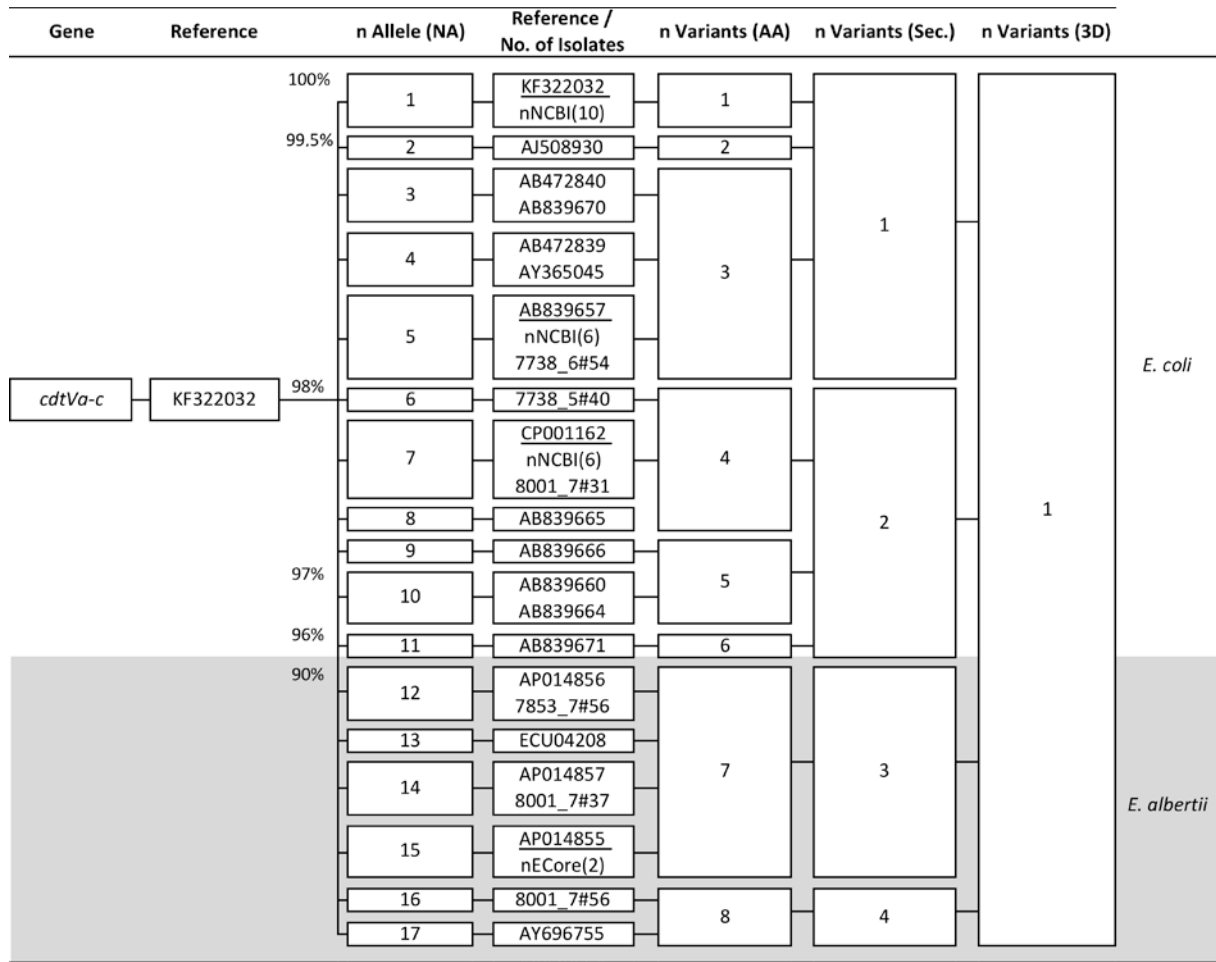 Gene Reference n Allele (NA) Reference / No. of Isolates n Variants (AA) n Variants (Sec.) n Variants (3D)
100%
1
KF322032
nNCBI(10)
1
99.5%
2 AJ508930 2
3
AB472840
AB839670
4
AB472839
AY365045
3
1
5
AB839657
nNCBI(6)
7738_6#54
E. coli
cdtVa-c KF322032
98%
6 7738_5#40
7
CP001162
nNCBI(6)
8001_7#31
4
8 AB839665
2
1
9 AB839666
97%
10
AB839660
AB839664
5
96%
11 AB839671 6
90%
12
AP014856
7853_7#56
13 ECU04208
7 3
14
AP014857
8001_7#37
E. albertii
15
AP014855
nECore(2)
16 8001_7#56
8 4
17 AY696755